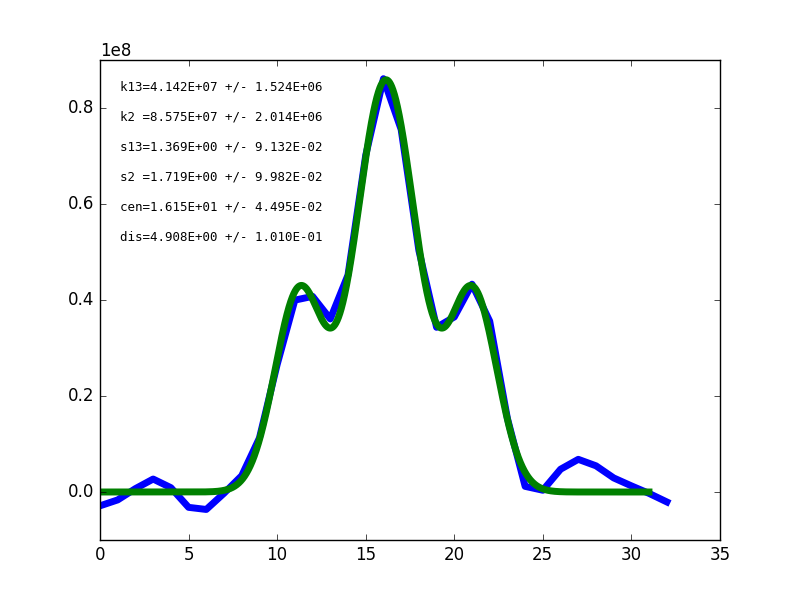 1e8
k13=4.142E+07 +/- 1.524E+06
k2 =8.575E+07 +/- 2.014E+06
s13=1.369E+00 +/- 9.132E-02
s2 =1.719E+00 +/- 9.982E-02
cen=1.615E+01 +/- 4.495E-02
dis=4.908E+00 +/- 1.010E-01
0.8
0.6
0.4
0.2
0.0
0 5 10 15 20 25 30 35